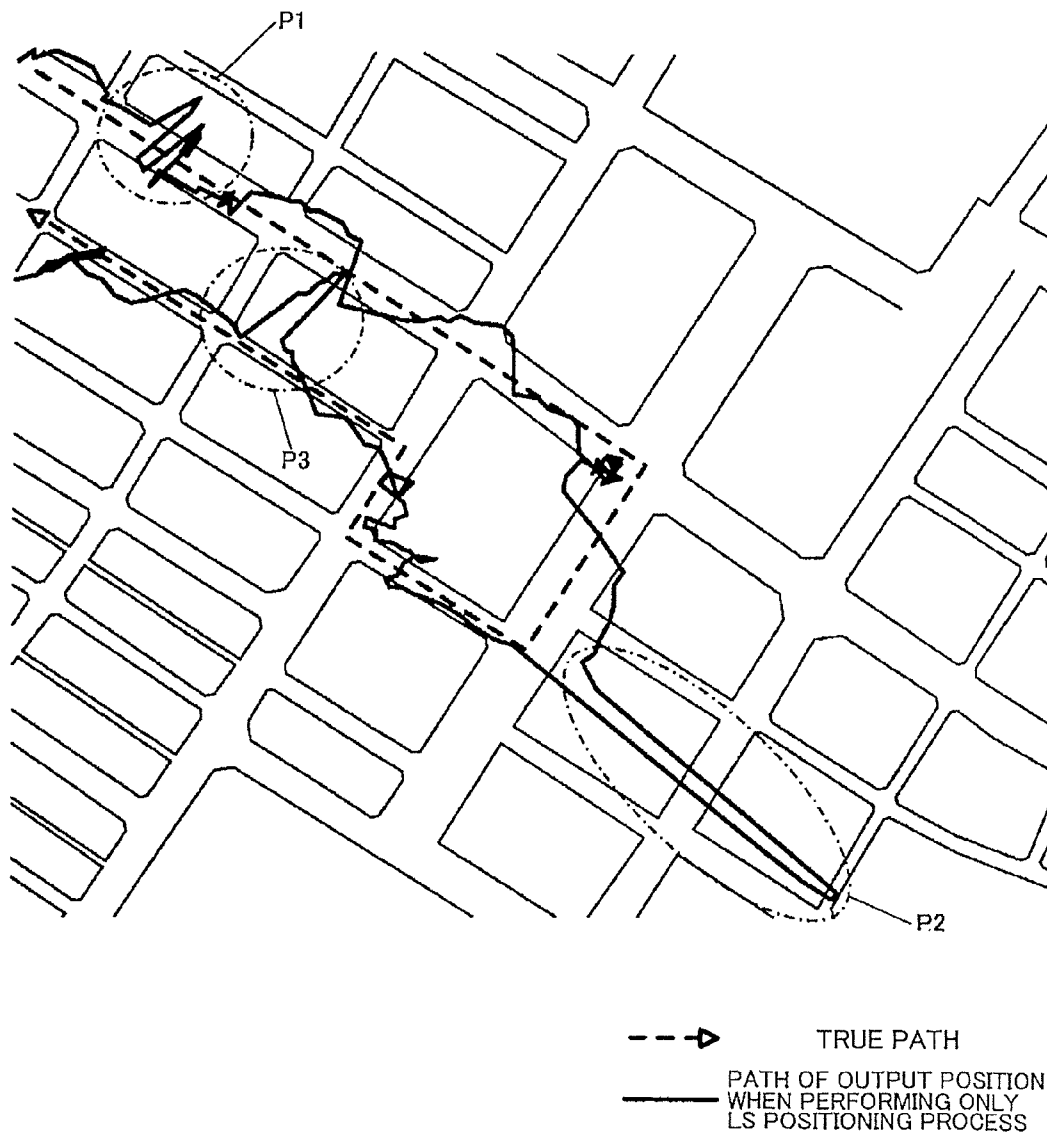 P1
P3
P2
TRUE PATH
PATH OF OUTPUT POSITION
WHEN PERFORMING ONLY
LS POSITIONING PROCESS